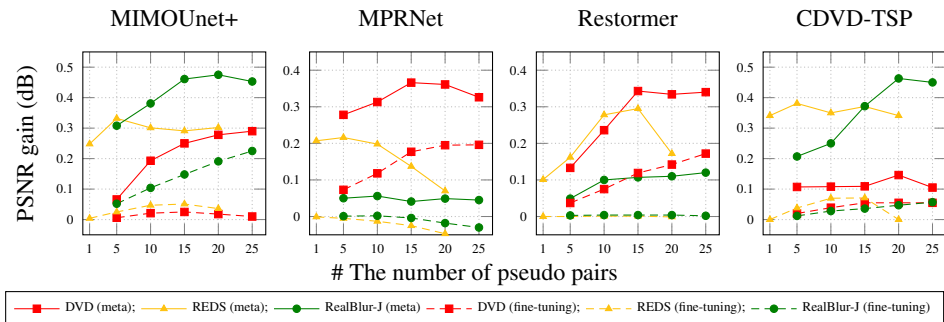 MIMOUnet+ MPRNet Restormer CDVD-TSP
PSNR gain (dB)
0.5
0.4
0.3
0.2
0.1
0
1 5 10 15 20 25
0.4
0.3
0.2
0.1
0
1 5 10 15 20 25
0.4
0.3
0.2
0.1
0
1 5 10 15 20 25
0.5
0.4
0.3
0.2
0.1
0
1 5 10 15 20 25
# The number of pseudo pairs
DVD (meta); REDS (meta); RealBlur-J (meta) DVD (fine-tuning); REDS (fine-tuning); RealBlur-J (fine-tuning)